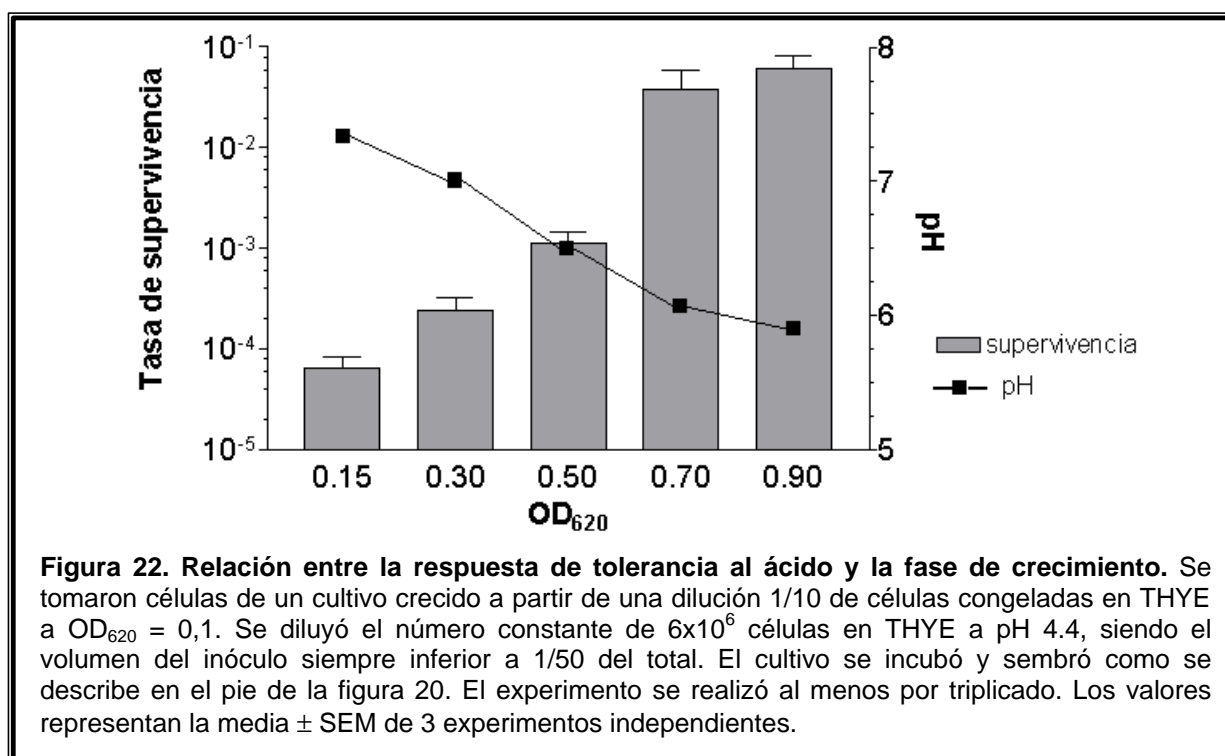 10⁻¹
10⁻²
10⁻³
10⁻⁴
10⁻⁵
Tasa de supervivencia
8
7
6
5
pH
supervivencia
pH
0.15 0.30 0.50 0.70 0.90
OD₆₂₀
Figura 22. Relación entre la respuesta de tolerancia al ácido y la fase de crecimiento. Se
tomaron células de un cultivo crecido a partir de una dilución 1/10 de células congeladas en THYE
a OD₆₂₀ = 0,1. Se diluyó el número constante de 6x10⁶ células en THYE a pH 4.4, siendo el
volumen del inóculo siempre inferior a 1/50 del total. El cultivo se incubó y sembró como se
describe en el pie de la figura 20. El experimento se realizó al menos por triplicado. Los valores
representan la media ± SEM de 3 experimentos independientes.